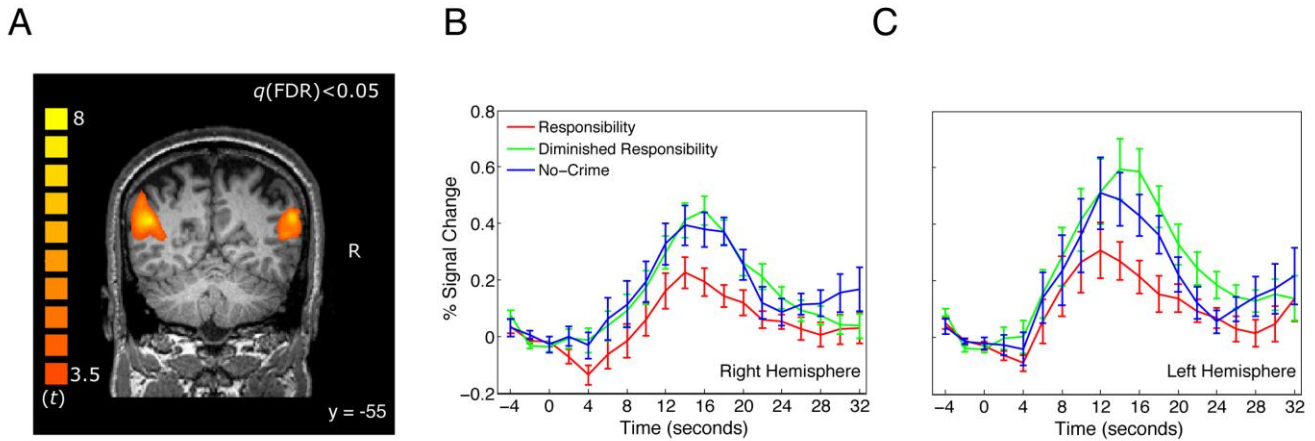 A
q(FDR)<0.05
8
3.5
(t)
R
y = -55
B
% Signal Change
0.8
0.6
0.4
0.2
0
−0.2
Responsibility
Diminished Responsibility
No−Crime
Right Hemisphere
−4 0 4 8 12 16 20 24 28 32
Time (seconds)
C
Left Hemisphere
−4 0 4 8 12 16 20 24 28 32
Time (seconds)